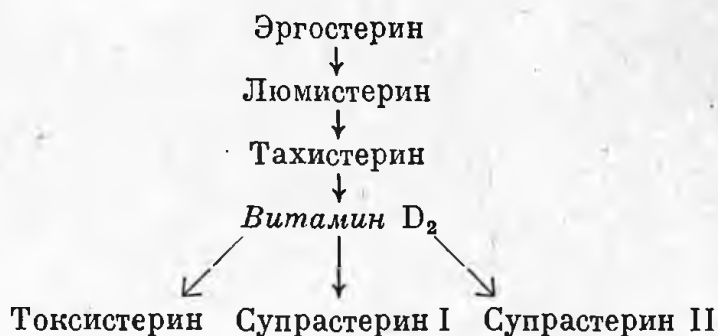 Эргостерин
Люмистерин
Тахистерин
Витамин D₂
Токсистерин Супрастерин I Супрастерин II